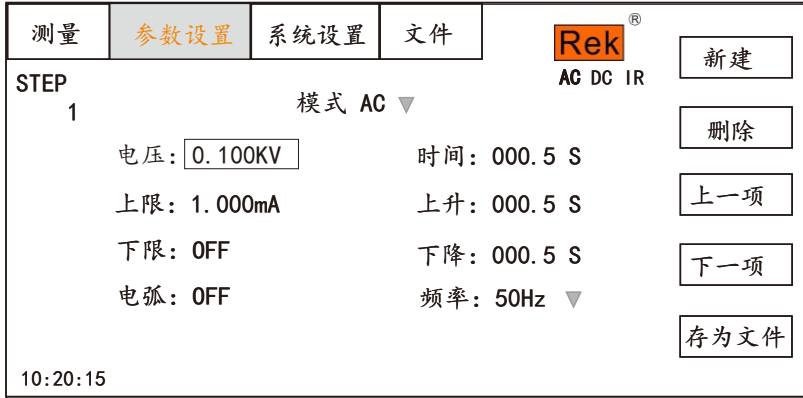 测量 参数设置 系统设置 文件 Rek® 新建
STEP AC DC IR
1 模式 AC ▼ 删除
电压: 0.100KV 时间: 000.5 S
上限: 1.000mA 上升: 000.5 S 上一项
下限: OFF 下降: 000.5 S 下一项
电弧: OFF 频率: 50Hz ▼
存为文件
10:20:15